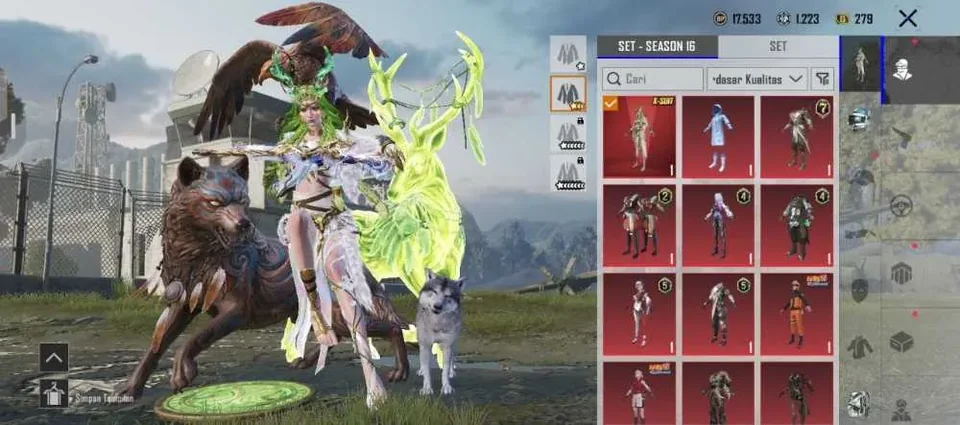 17.533 1.223 279
SET - SEASON 16 SET
Cari dasar Kualitas
X-SUIT
7
2 4 4
5 5
Simpan Tampilan